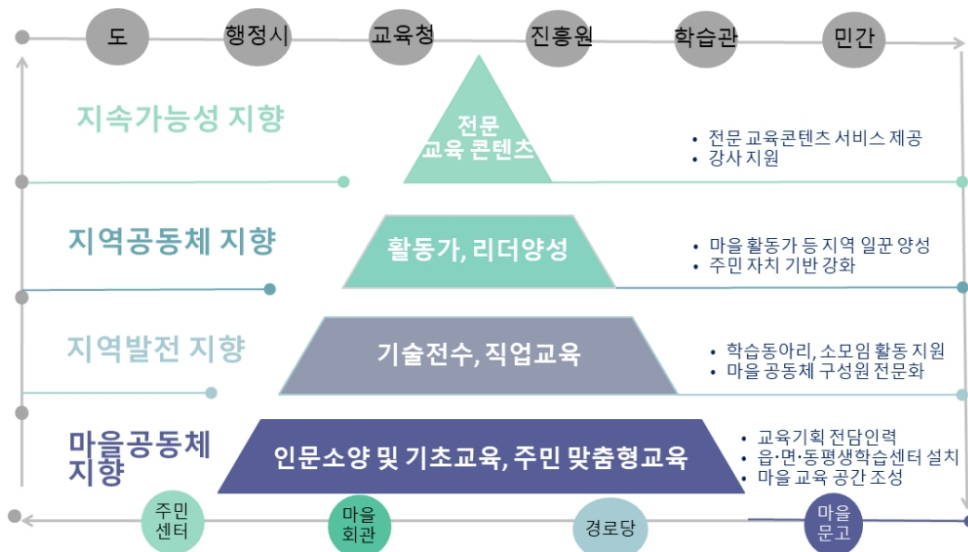 도 행정시 교육청 진흥원 학습관 민간
지속가능성 지향
전문
교육 콘텐츠
• 전문 교육콘텐츠 서비스 제공
• 강사 지원
지역공동체 지향
활동가, 리더양성
• 마을 활동가 등 지역 일꾼 양성
• 주민 자치 기반 강화
지역발전 지향
기술전수, 직업교육
• 학습동아리, 소모임 활동 지원
• 마을 공동체 구성원 전문화
마을공동체
지향
인문소양 및 기초교육, 주민 맞춤형교육
• 교육기획 전담인력
• 읍·면·동평생학습센터 설치
• 마을 교육 공간 조성
주민
센터
마을
회관
경로당
마을
문고